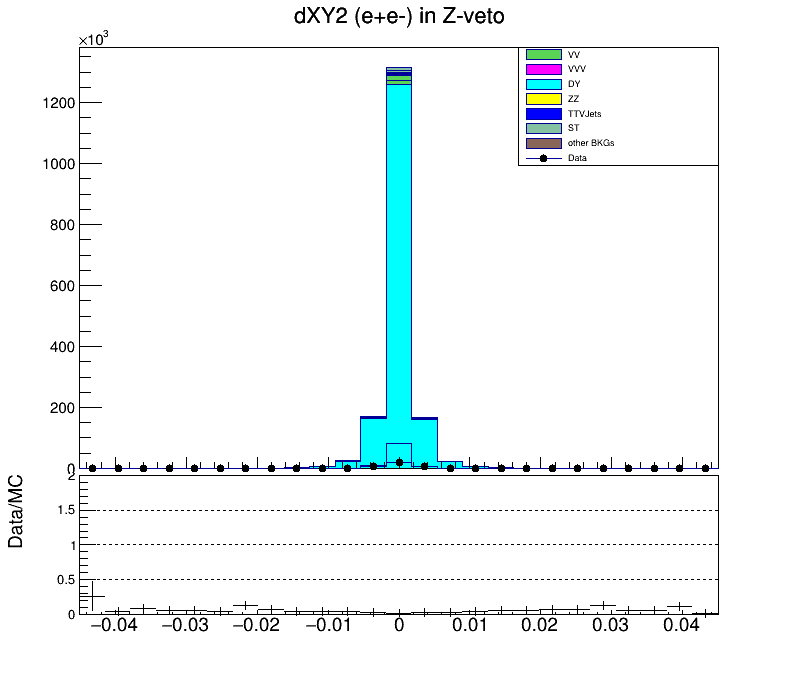 dXY2 (e+e-) in Z-veto
×10³
VV
VVV
DY
ZZ
TTVJets
ST
other BKGs
Data
1200
1000
800
600
400
200
0
Data/MC
2
1.5
1
0.5
0
−0.04 −0.03 −0.02 −0.01 0 0.01 0.02 0.03 0.04